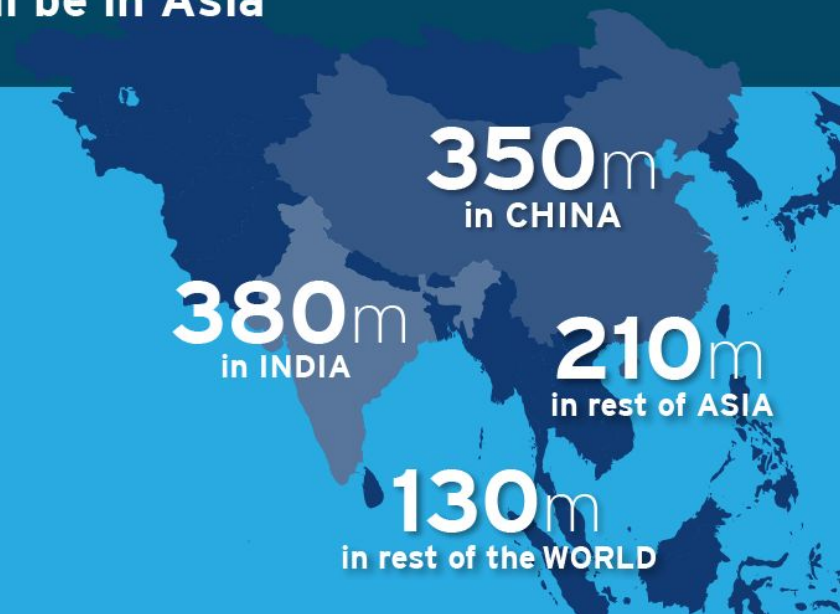 be in Asia
350m
in CHINA
380m
in INDIA
210m
in rest of ASIA
130m
in rest of the WORLD